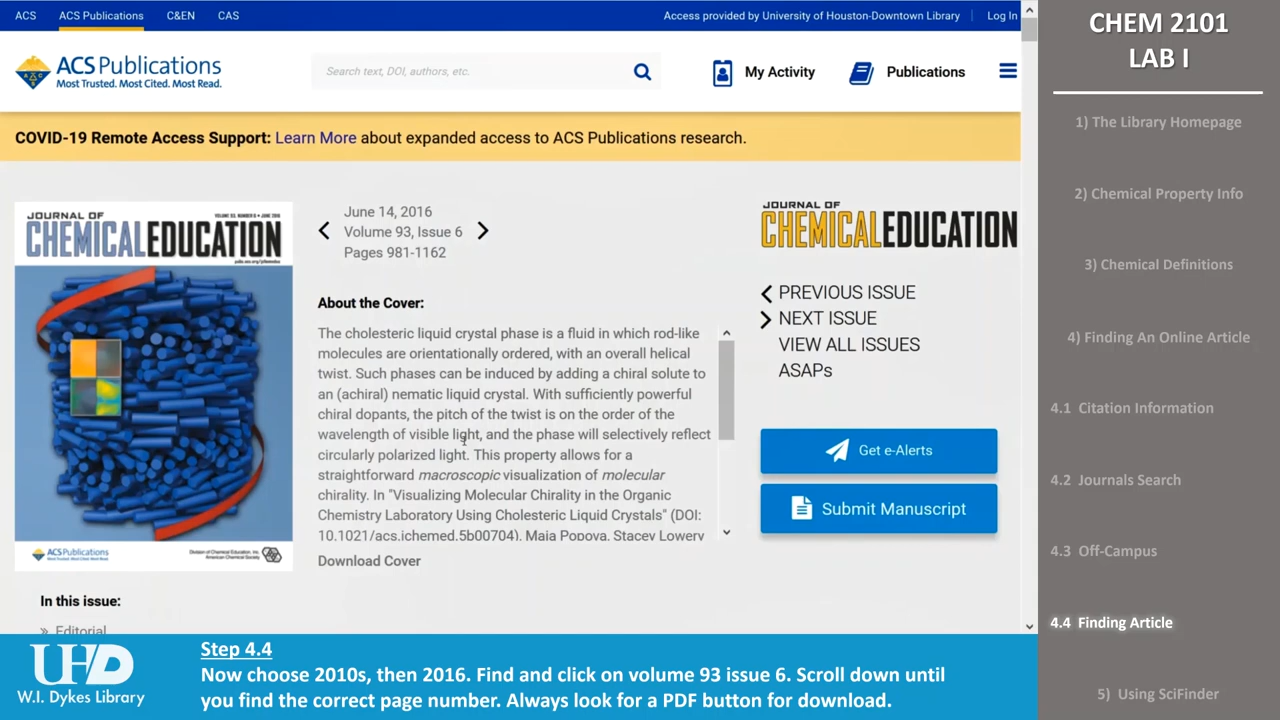 ACS
ACS Publications
C&EN
CAS
Access provided by University of Houston-Downtown Library
Log In
ACS Publications
Most Trusted. Most Cited. Most Read.
Search text, DOI, authors, etc.
My Activity
Publications
COVID-19 Remote Access Support: Learn More about expanded access to ACS Publications research.
JOURNAL OF
CHEMICALEDUCATION
ACS Publications
June 14, 2016
Volume 93, Issue 6
Pages 981-1162
About the Cover:
The cholesteric liquid crystal phase is a fluid in which rod-like
molecules are orientationally ordered, with an overall helical
twist. Such phases can be induced by adding a chiral solute to
an (achiral) nematic liquid crystal. With sufficiently powerful
chiral dopants, the pitch of the twist is on the order of the
wavelength of visible light, and the phase will selectively reflect
circularly polarized light. This property allows for a
straightforward macroscopic visualization of molecular
chirality. In "Visualizing Molecular Chirality in the Organic
Chemistry Laboratory Using Cholesteric Liquid Crystals" (DOI:
10.1021/acs.jchemed.5b00704), Maia Popova, Stacey Lowery
Download Cover
In this issue:
» Editorial
JOURNAL OF
CHEMICALEDUCATION
PREVIOUS ISSUE
NEXT ISSUE
VIEW ALL ISSUES
ASAPs
Get e-Alerts
Submit Manuscript
CHEM 2101
LAB I
1) The Library Homepage
2) Chemical Property Info
3) Chemical Definitions
4) Finding An Online Article
4.1 Citation Information
4.2 Journals Search
4.3 Off-Campus
4.4 Finding Article
5) Using SciFinder
UHD
W.I. Dykes Library
Step 4.4
Now choose 2010s, then 2016. Find and click on volume 93 issue 6. Scroll down until
you find the correct page number. Always look for a PDF button for download.